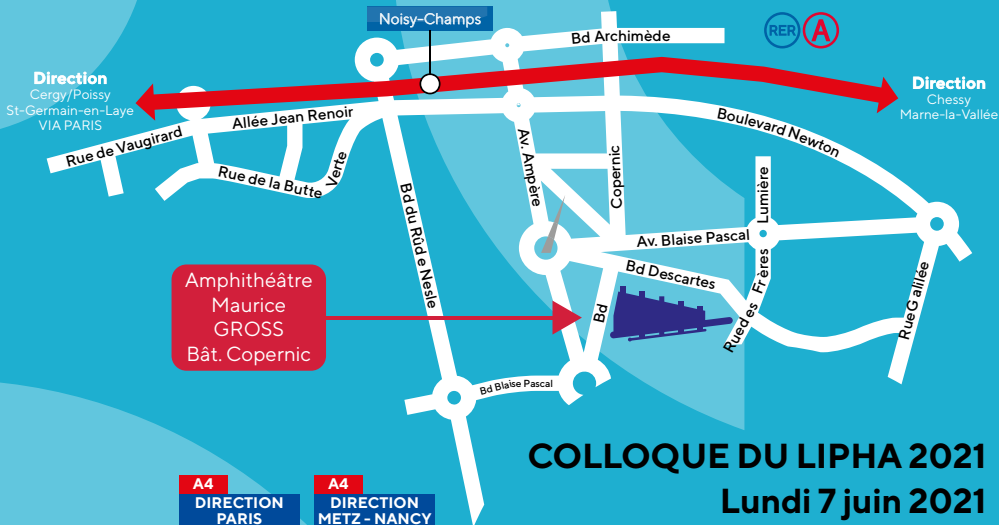 Noisy-Champs
Bd Archimède
RER A
Direction
Cergy/Poissy
St-Germain-en-Laye
VIA PARIS
Direction
Chessy
Marne-la-Vallée
Rue de Vaugirard
Allée Jean Renoir
Boulevard Newton
Rue de la Butte Verte
Av. Ampère
Copernic
Lumière
Bd du Rû d e Nesle
Av. Blaise Pascal
Bd Descartes
Amphithéâtre
Maurice
GROSS
Bât. Copernic
Bd
Rue des Frères
Rue G alilée
Bd Blaise Pascal
COLLOQUE DU LIPHA 2021
Lundi 7 juin 2021
A4
DIRECTION
PARIS
A4
DIRECTION
METZ - NANCY